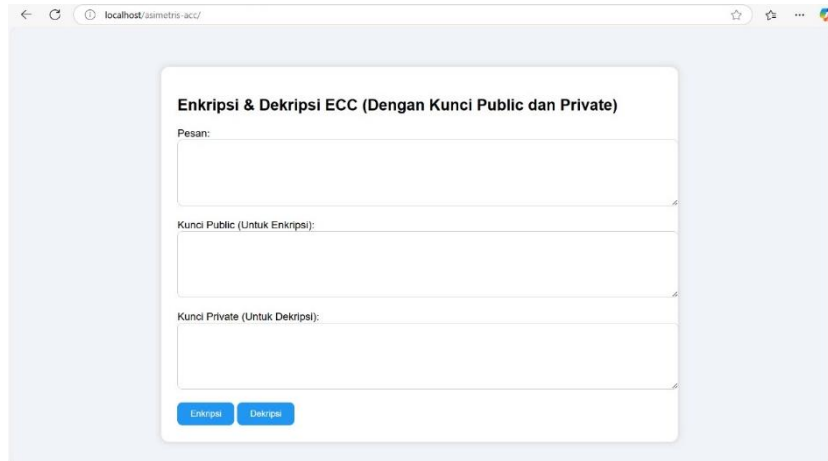 localhost/asimetris-acc/
Enkripsi & Dekripsi ECC (Dengan Kunci Public dan Private)
Pesan:
Kunci Public (Untuk Enkripsi):
Kunci Private (Untuk Dekripsi):
Enkripsi Dekripsi